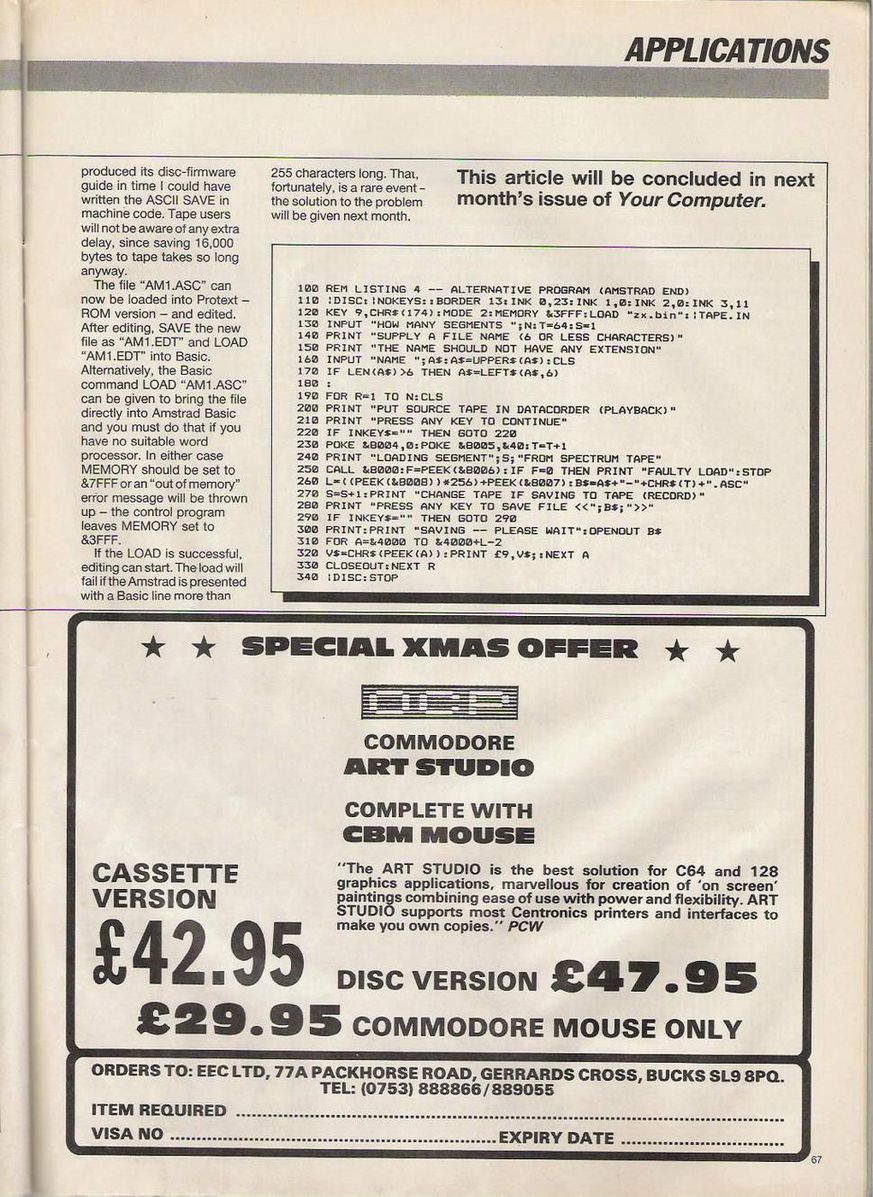 APPLICATIONS
produced its disc-firmware
guide in time I could have
written the ASCII SAVE in
machine code. Tape users
will not be aware of any extra
delay, since saving 16,000
bytes to tape takes so long
anyway.
The file “AM1.ASC” can
now be loaded into Protext –
ROM version – and edited.
After editing, SAVE the new
file as “AM1.EDT” and LOAD
“AM1.EDT” into Basic.
Alternatively, the Basic
command LOAD “AM1.ASC”
can be given to bring the file
directly into Amstrad Basic
and you must do that if you
have no suitable word
processor. In either case
MEMORY should be set to
&7FFF or an “out of memory”
error message will be thrown
up – the control program
leaves MEMORY set to
&3FFF.
If the LOAD is successful,
editing can start. The load will
fail if the Amstrad is presented
with a Basic line more than
255 characters long. That,
fortunately, is a rare event –
the solution to the problem
will be given next month.
This article will be concluded in next
month's issue of Your Computer.
100 REM LISTING 4 -- ALTERNATIVE PROGRAM (AMSTRAD END)
110 |DISC:|NOKEYS::BORDER 13:INK 0,23:INK 1,0:INK 2,0:INK 3,11
120 KEY 9,CHR$(174):MODE 2:MEMORY &3FFF:LOAD "zx.bin":|TAPE.IN
130 INPUT "HOW MANY SEGMENTS ";N:T=64:S=1
140 PRINT "SUPPLY A FILE NAME (6 OR LESS CHARACTERS)"
150 PRINT "THE NAME SHOULD NOT HAVE ANY EXTENSION"
160 INPUT "NAME ";A$:A$=UPPER$(A$):CLS
170 IF LEN(A$)>6 THEN A$=LEFT$(A$,6)
180 :
190 FOR R=1 TO N:CLS
200 PRINT "PUT SOURCE TAPE IN DATACORDER (PLAYBACK)"
210 PRINT "PRESS ANY KEY TO CONTINUE"
220 IF INKEY$="" THEN GOTO 220
230 POKE &8004,0:POKE &8005,&40:T=T+1
240 PRINT "LOADING SEGMENT";S;"FROM SPECTRUM TAPE"
250 CALL &8000:F=PEEK(&8006):IF F=0 THEN PRINT "FAULTY LOAD":STOP
260 L=((PEEK(&8008))*256)+PEEK(&8007):B$=A$+"-"+CHR$(T)+".ASC"
270 S=S+1:PRINT "CHANGE TAPE IF SAVING TO TAPE (RECORD)"
280 PRINT "PRESS ANY KEY TO SAVE FILE <<";B$;">>"
290 IF INKEY$="" THEN GOTO 290
300 PRINT:PRINT "SAVING -- PLEASE WAIT":OPENOUT B$
310 FOR A=&4000 TO &4000+L-2
320 V$=CHR$(PEEK(A)):PRINT £9,V$;:NEXT A
330 CLOSEOUT:NEXT R
340 |DISC:STOP
★ ★ SPECIAL XMAS OFFER ★ ★
COMMODORE
ART STUDIO
COMPLETE WITH
CBM MOUSE
CASSETTE
VERSION
£42.95
"The ART STUDIO is the best solution for C64 and 128
graphics applications, marvellous for creation of 'on screen'
paintings combining ease of use with power and flexibility. ART
STUDIO supports most Centronics printers and interfaces to
make you own copies." PCW
DISC VERSION £47.95
£29.95 COMMODORE MOUSE ONLY
ORDERS TO: EEC LTD, 77A PACKHORSE ROAD, GERRARDS CROSS, BUCKS SL9 8PQ.
TEL: (0753) 888866/889055
ITEM REQUIRED
VISA NO EXPIRY DATE
67